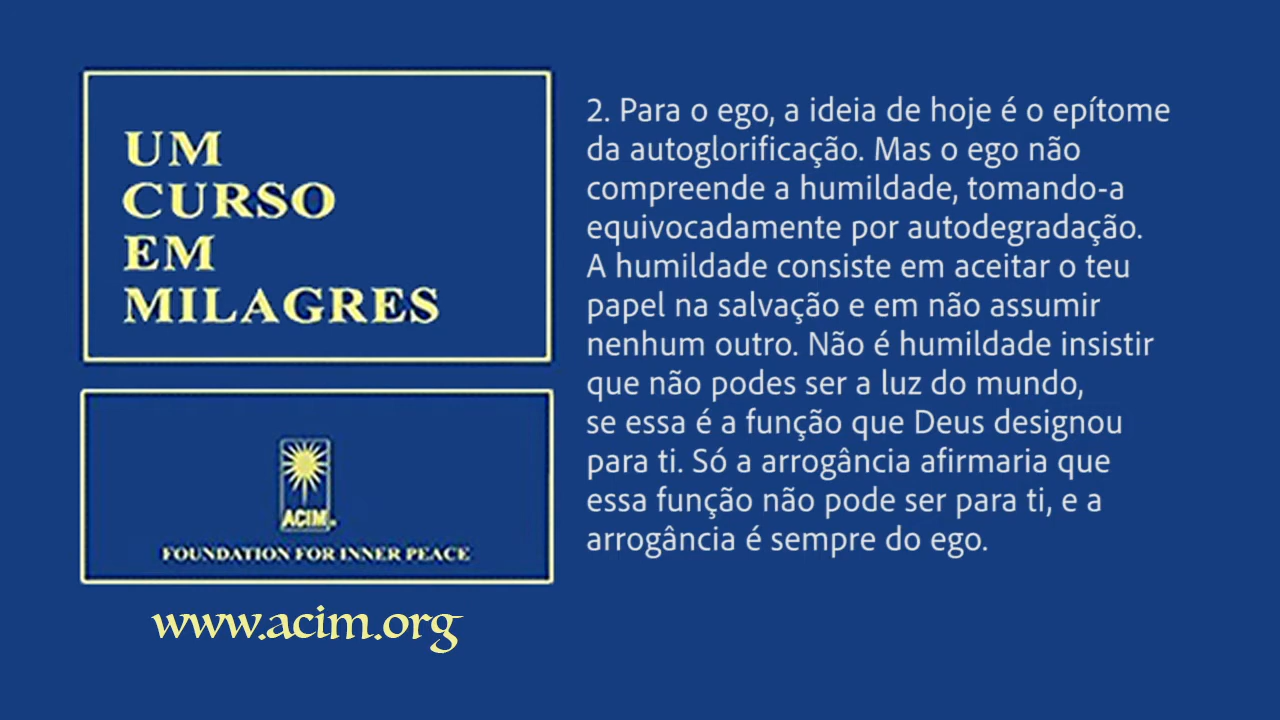 UM
CURSO
EM
MILAGRES
ACIM®
FOUNDATION FOR INNER PEACE
www.acim.org
2. Para o ego, a ideia de hoje é o epítome
da autoglorificação. Mas o ego não
compreende a humildade, tomando-a
equivocadamente por autodegradação.
A humildade consiste em aceitar o teu
papel na salvação e em não assumir
nenhum outro. Não é humildade insistir
que não podes ser a luz do mundo,
se essa é a função que Deus designou
para ti. Só a arrogância afirmaria que
essa função não pode ser para ti, e a
arrogância é sempre do ego.